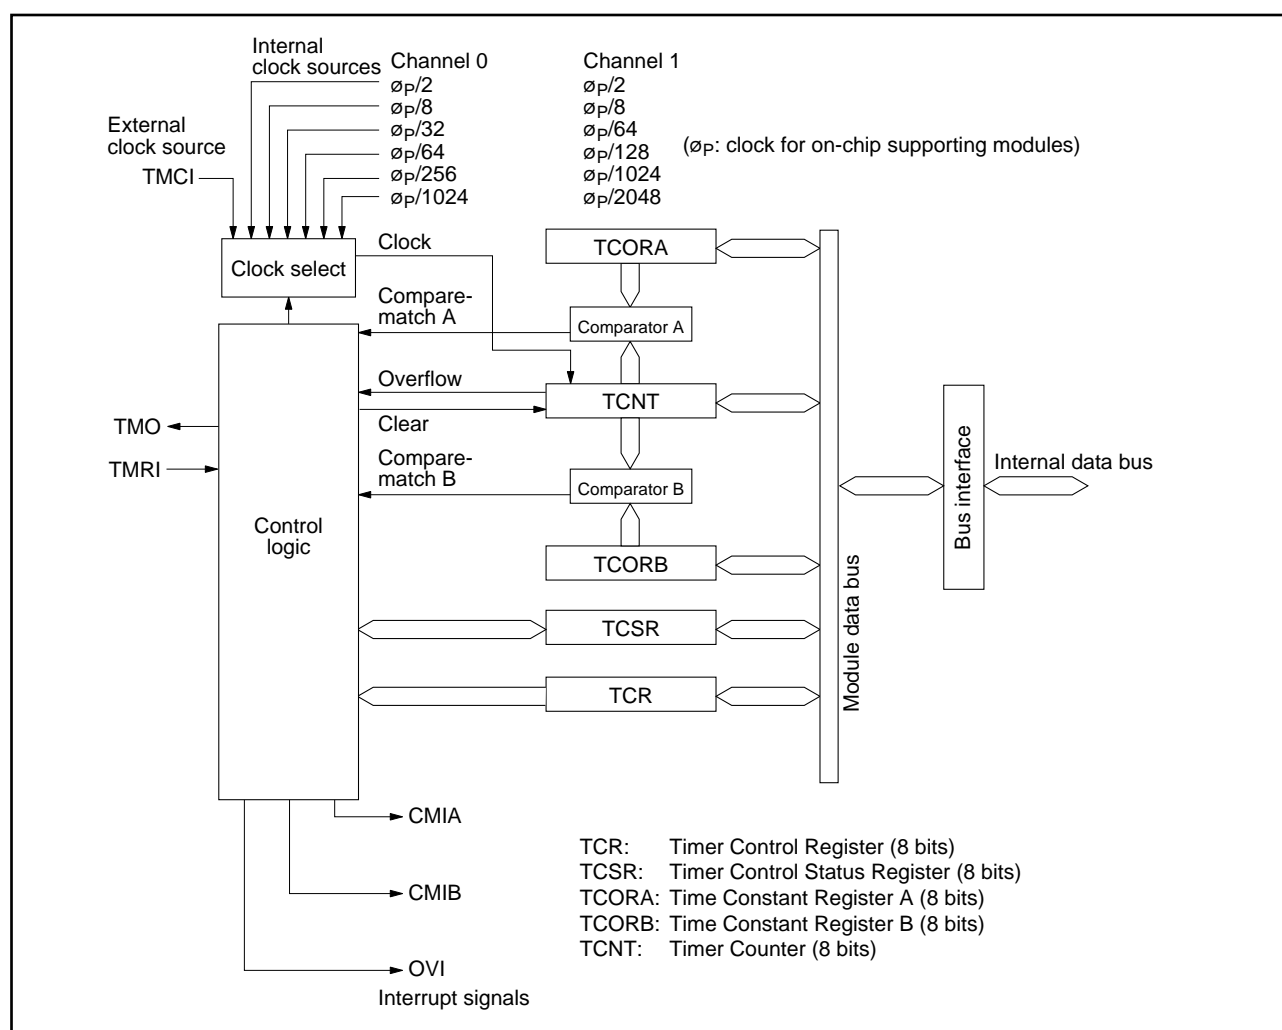 Internal
clock sources
Channel 0
øP/2
øP/8
øP/32
øP/64
øP/256
øP/1024
Channel 1
øP/2
øP/8
øP/64
øP/128
øP/1024
øP/2048
(øP: clock for on-chip supporting modules)
External
clock source
TMCI
Clock select
Clock
TCORA
Compare-
match A
Comparator A
Overflow
TCNT
Clear
TMO
TMRI
Compare-
match B
Comparator B
Control
logic
TCORB
TCSR
TCR
Module data bus
Bus interface
Internal data bus
CMIA
CMIB
OVI
Interrupt signals
TCR: Timer Control Register (8 bits)
TCSR: Timer Control Status Register (8 bits)
TCORA: Time Constant Register A (8 bits)
TCORB: Time Constant Register B (8 bits)
TCNT: Timer Counter (8 bits)